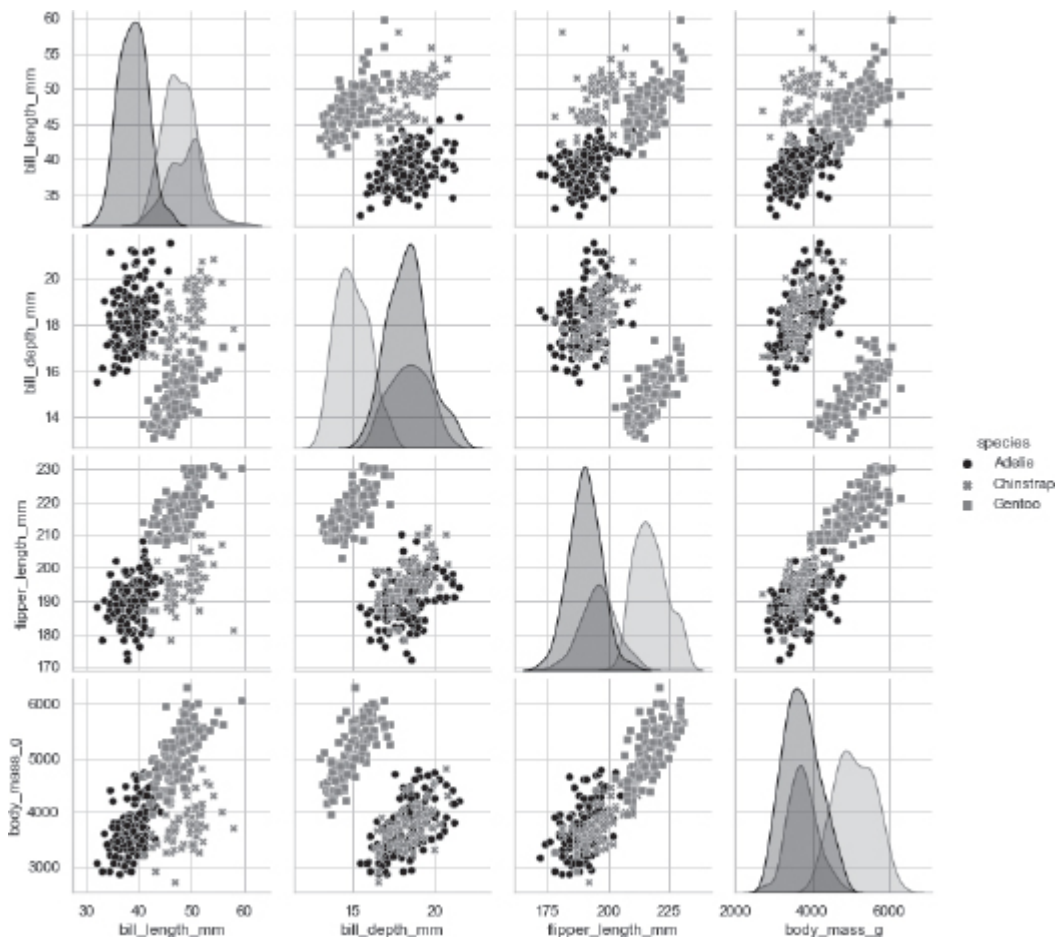 bill_length_mm
60
55
50
45
40
35
bill_depth_mm
20
18
16
14
flipper_length_mm
230
220
210
200
190
180
170
body_mass_g
6000
5000
4000
3000
30 40 50 60
bill_length_mm
15 20
bill_depth_mm
175 200 225
flipper_length_mm
2000 4000 6000
body_mass_g
species
Adelie
Chinstrap
Gentoo